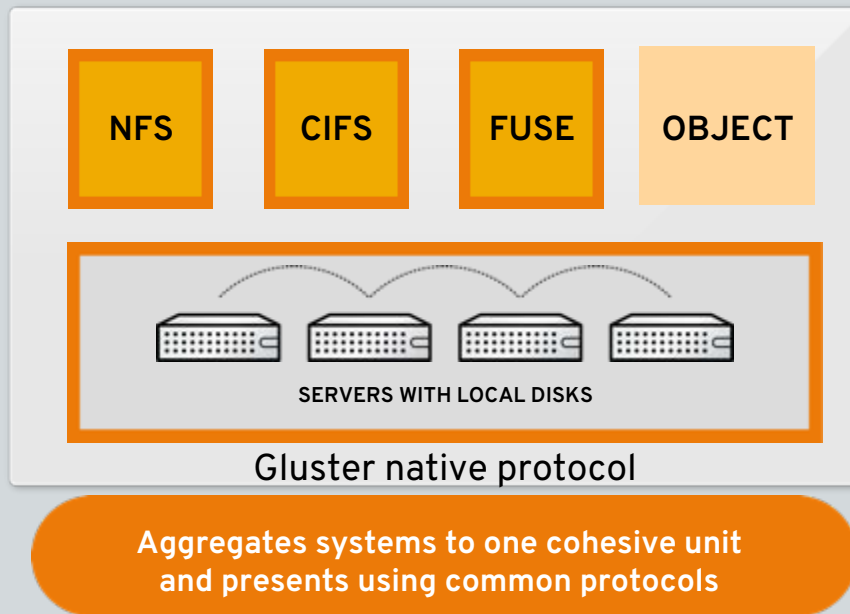 NFS
CIFS
FUSE
OBJECT
SERVERS WITH LOCAL DISKS
Gluster native protocol
Aggregates systems to one cohesive unit
and presents using common protocols